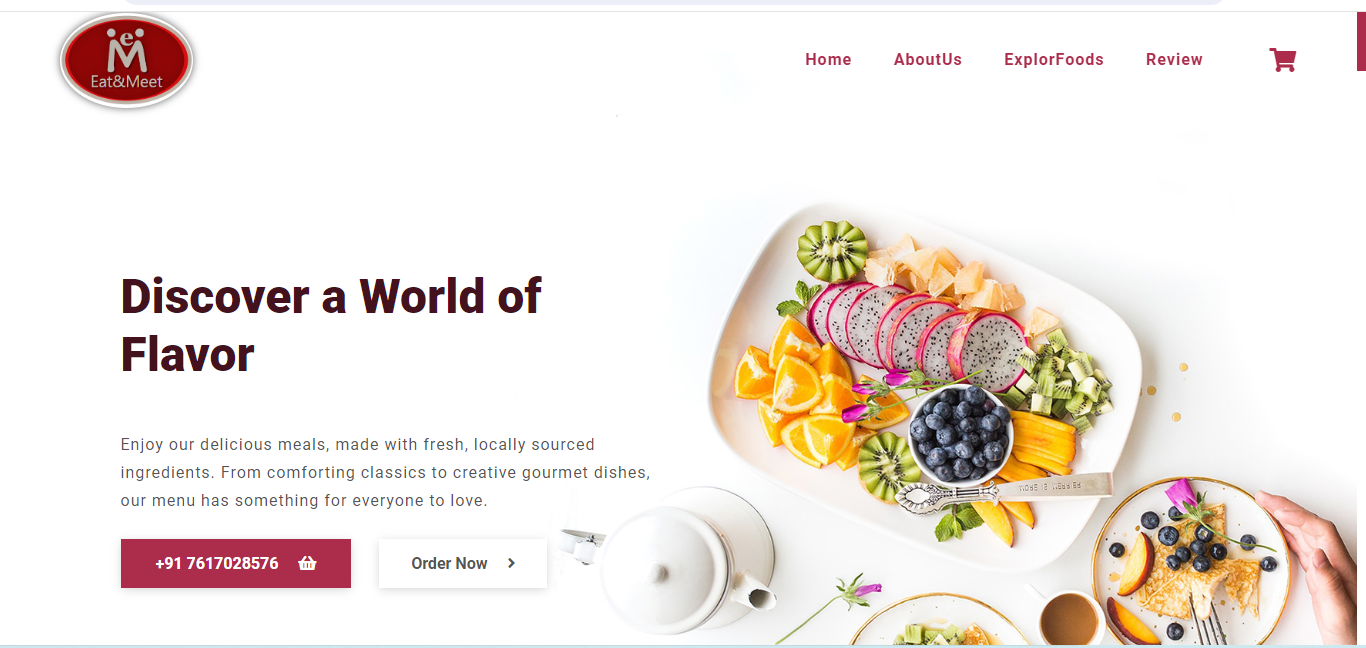 eM
Eat&Meet
Home AboutUs ExplorFoods Review
Discover a World of
Flavor
Enjoy our delicious meals, made with fresh, locally sourced
ingredients. From comforting classics to creative gourmet dishes,
our menu has something for everyone to love.
+91 7617028576
Order Now